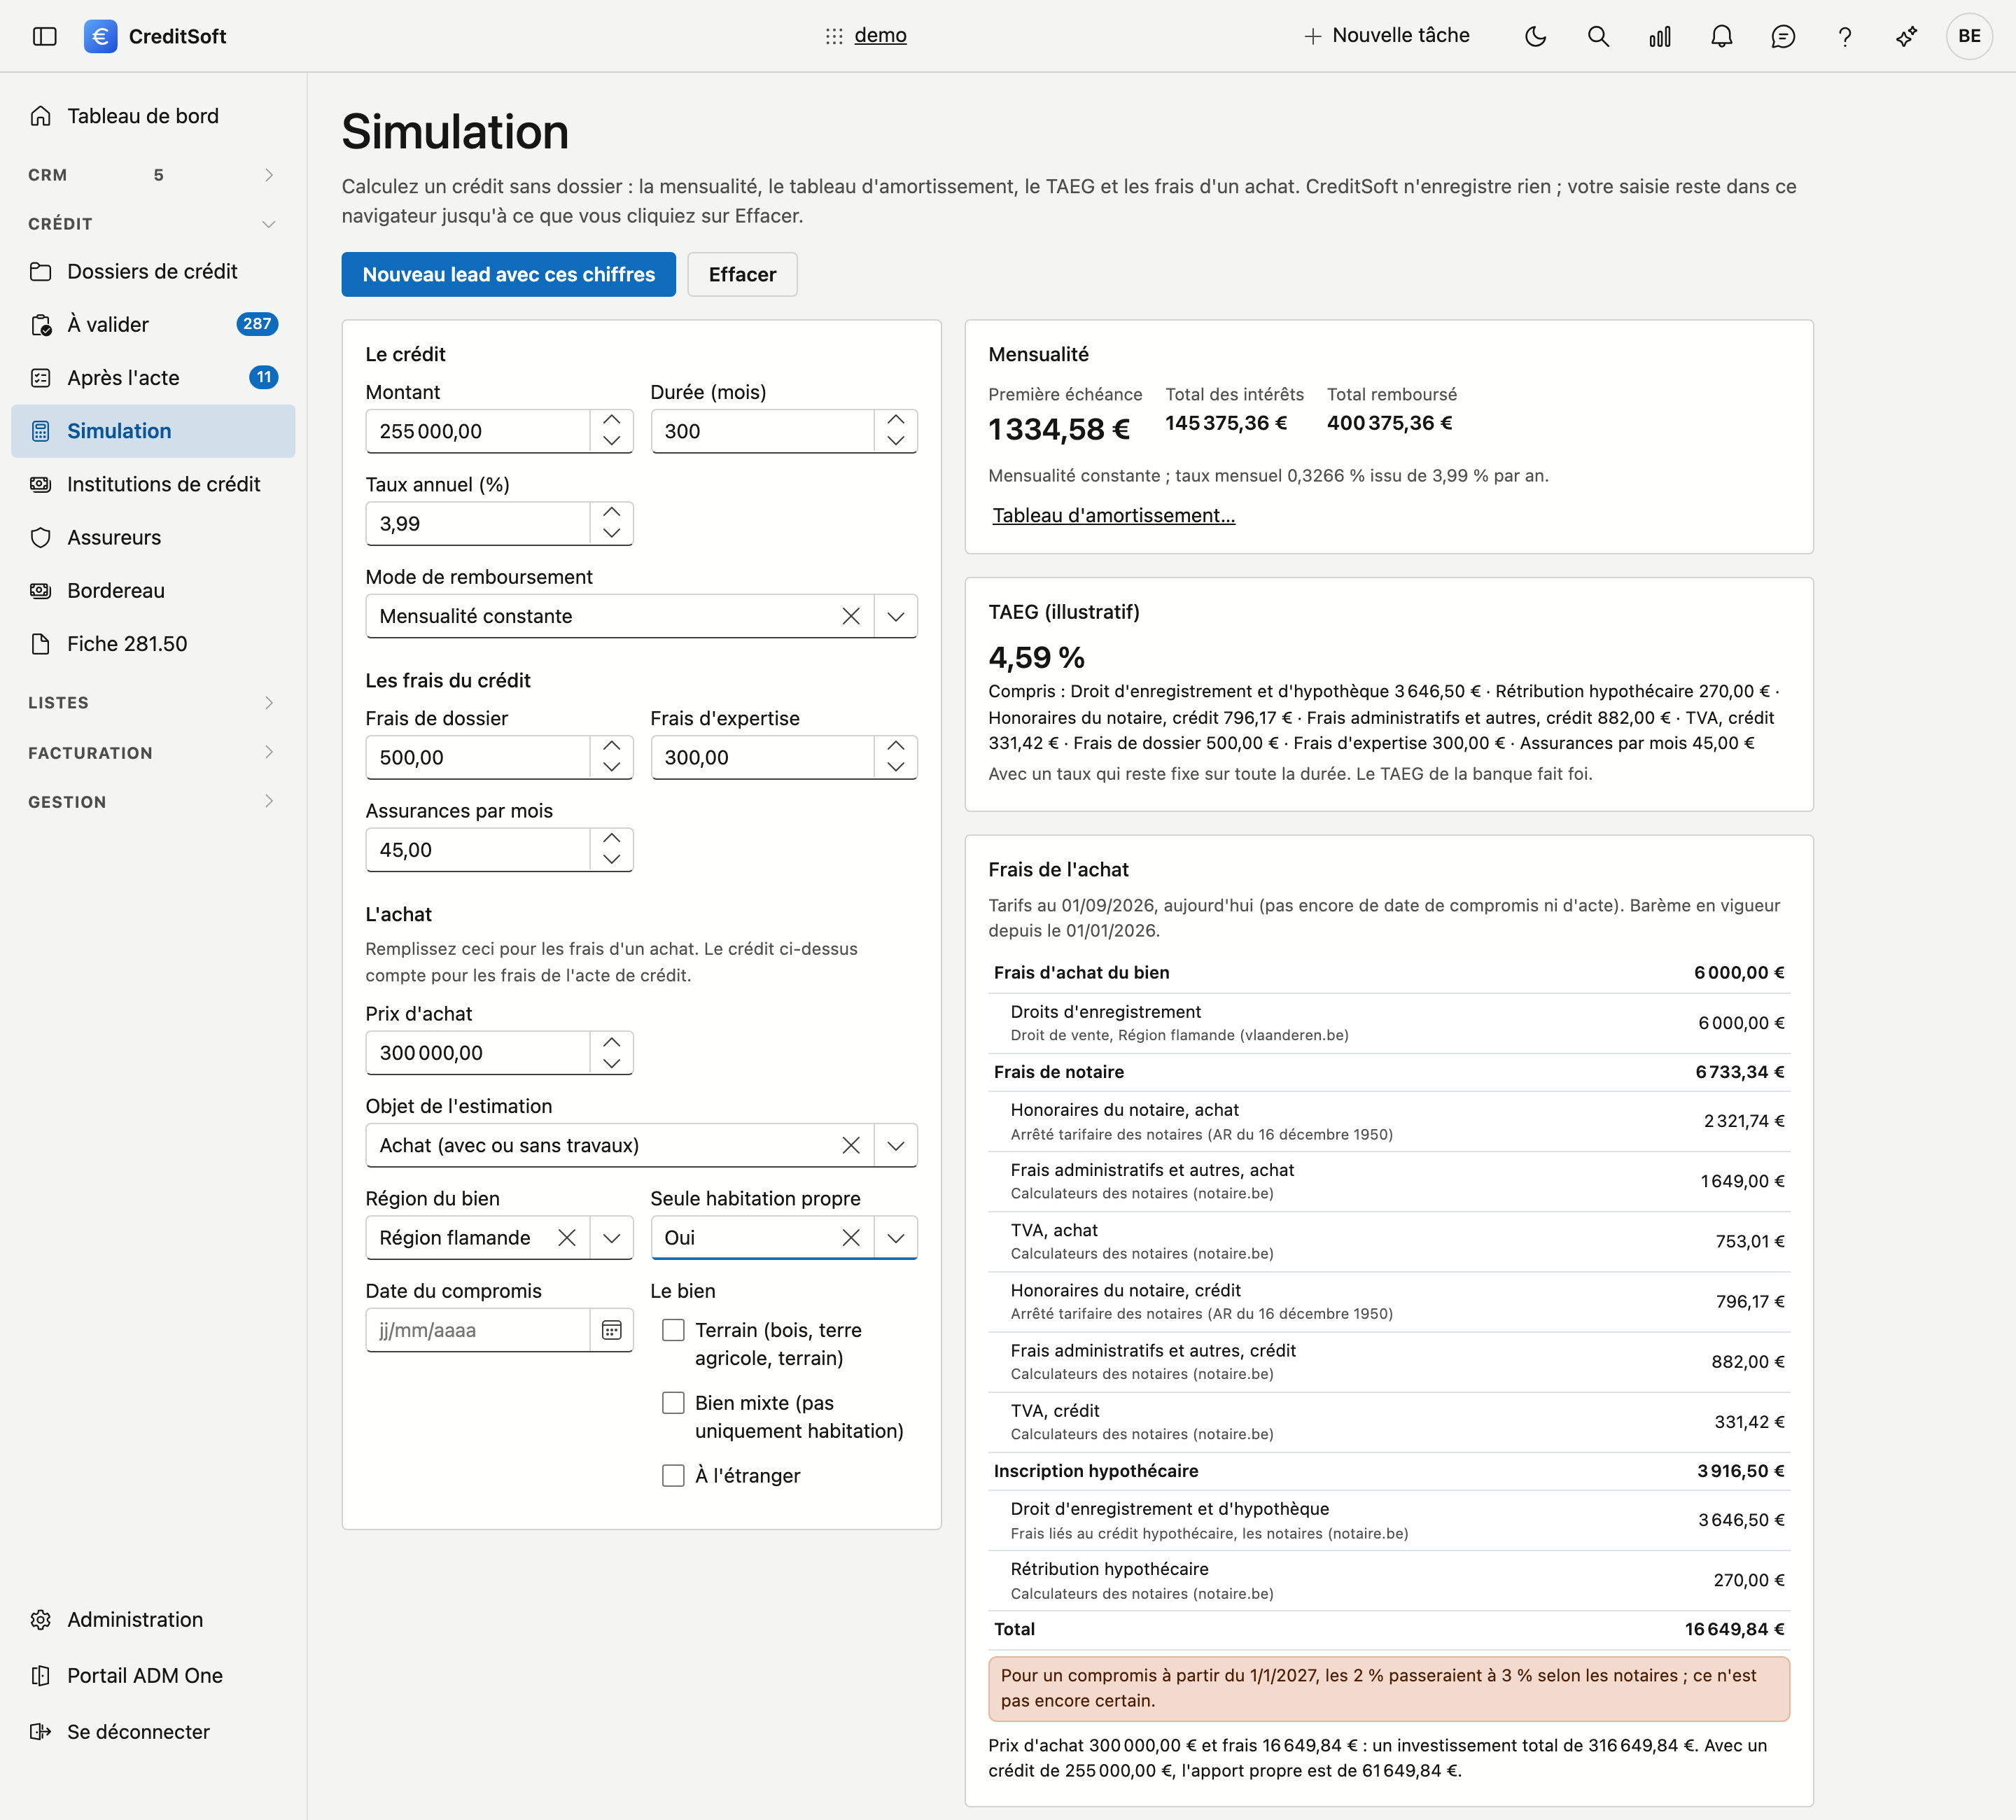 CreditSoft
demo
Nouvelle tâche
BE
Tableau de bord
CRM 5
CRÉDIT
Dossiers de crédit
À valider 287
Après l'acte 11
Simulation
Institutions de crédit
Assureurs
Bordereau
Fiche 281.50
LISTES
FACTURATION
GESTION
Administration
Portail ADM One
Se déconnecter
Simulation
Calculez un crédit sans dossier : la mensualité, le tableau d'amortissement, le TAEG et les frais d'un achat. CreditSoft n'enregistre rien ; votre saisie reste dans ce
navigateur jusqu'à ce que vous cliquiez sur Effacer.
Nouveau lead avec ces chiffres
Effacer
Le crédit
Montant
Durée (mois)
255 000,00
300
Taux annuel (%)
3,99
Mode de remboursement
Mensualité constante
Les frais du crédit
Frais de dossier
Frais d'expertise
500,00
300,00
Assurances par mois
45,00
L'achat
Remplissez ceci pour les frais d'un achat. Le crédit ci-dessus
compte pour les frais de l'acte de crédit.
Prix d'achat
300 000,00
Objet de l'estimation
Achat (avec ou sans travaux)
Région du bien
Seule habitation propre
Région flamande
Oui
Date du compromis
Le bien
jj/mm/aaaa
Terrain (bois, terre
agricole, terrain)
Bien mixte (pas
uniquement habitation)
À l'étranger
Mensualité
Première échéance
Total des intérêts
Total remboursé
1 334,58 €
145 375,36 €
400 375,36 €
Mensualité constante ; taux mensuel 0,3266 % issu de 3,99 % par an.
Tableau d'amortissement...
TAEG (illustratif)
4,59 %
Compris : Droit d'enregistrement et d'hypothèque 3 646,50 € · Rétribution hypothécaire 270,00 € ·
Honoraires du notaire, crédit 796,17 € · Frais administratifs et autres, crédit 882,00 € · TVA, crédit
331,42 € · Frais de dossier 500,00 € · Frais d'expertise 300,00 € · Assurances par mois 45,00 €
Avec un taux qui reste fixe sur toute la durée. Le TAEG de la banque fait foi.
Frais de l'achat
Tarifs au 01/09/2026, aujourd'hui (pas encore de date de compromis ni d'acte). Barème en vigueur
depuis le 01/01/2026.
Frais d'achat du bien 6 000,00 €
Droits d'enregistrement
Droit de vente, Région flamande (vlaanderen.be)
6 000,00 €
Frais de notaire 6 733,34 €
Honoraires du notaire, achat
Arrêté tarifaire des notaires (AR du 16 décembre 1950)
2 321,74 €
Frais administratifs et autres, achat
Calculateurs des notaires (notaire.be)
1 649,00 €
TVA, achat
Calculateurs des notaires (notaire.be)
753,01 €
Honoraires du notaire, crédit
Arrêté tarifaire des notaires (AR du 16 décembre 1950)
796,17 €
Frais administratifs et autres, crédit
Calculateurs des notaires (notaire.be)
882,00 €
TVA, crédit
Calculateurs des notaires (notaire.be)
331,42 €
Inscription hypothécaire 3 916,50 €
Droit d'enregistrement et d'hypothèque
Frais liés au crédit hypothécaire, les notaires (notaire.be)
3 646,50 €
Rétribution hypothécaire
Calculateurs des notaires (notaire.be)
270,00 €
Total 16 649,84 €
Pour un compromis à partir du 1/1/2027, les 2 % passeraient à 3 % selon les notaires ; ce n'est
pas encore certain.
Prix d'achat 300 000,00 € et frais 16 649,84 € : un investissement total de 316 649,84 €. Avec un
crédit de 255 000,00 €, l'apport propre est de 61 649,84 €.